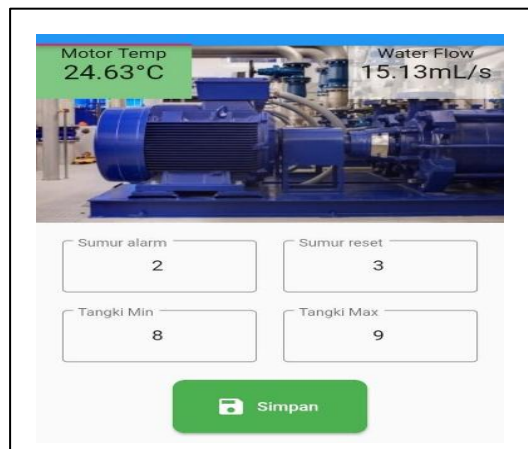 Motor Temp
24.63°C
Water Flow
15.13mL/s
Sumur alarm
2
Sumur reset
3
Tangki Min
8
Tangki Max
9
Simpan